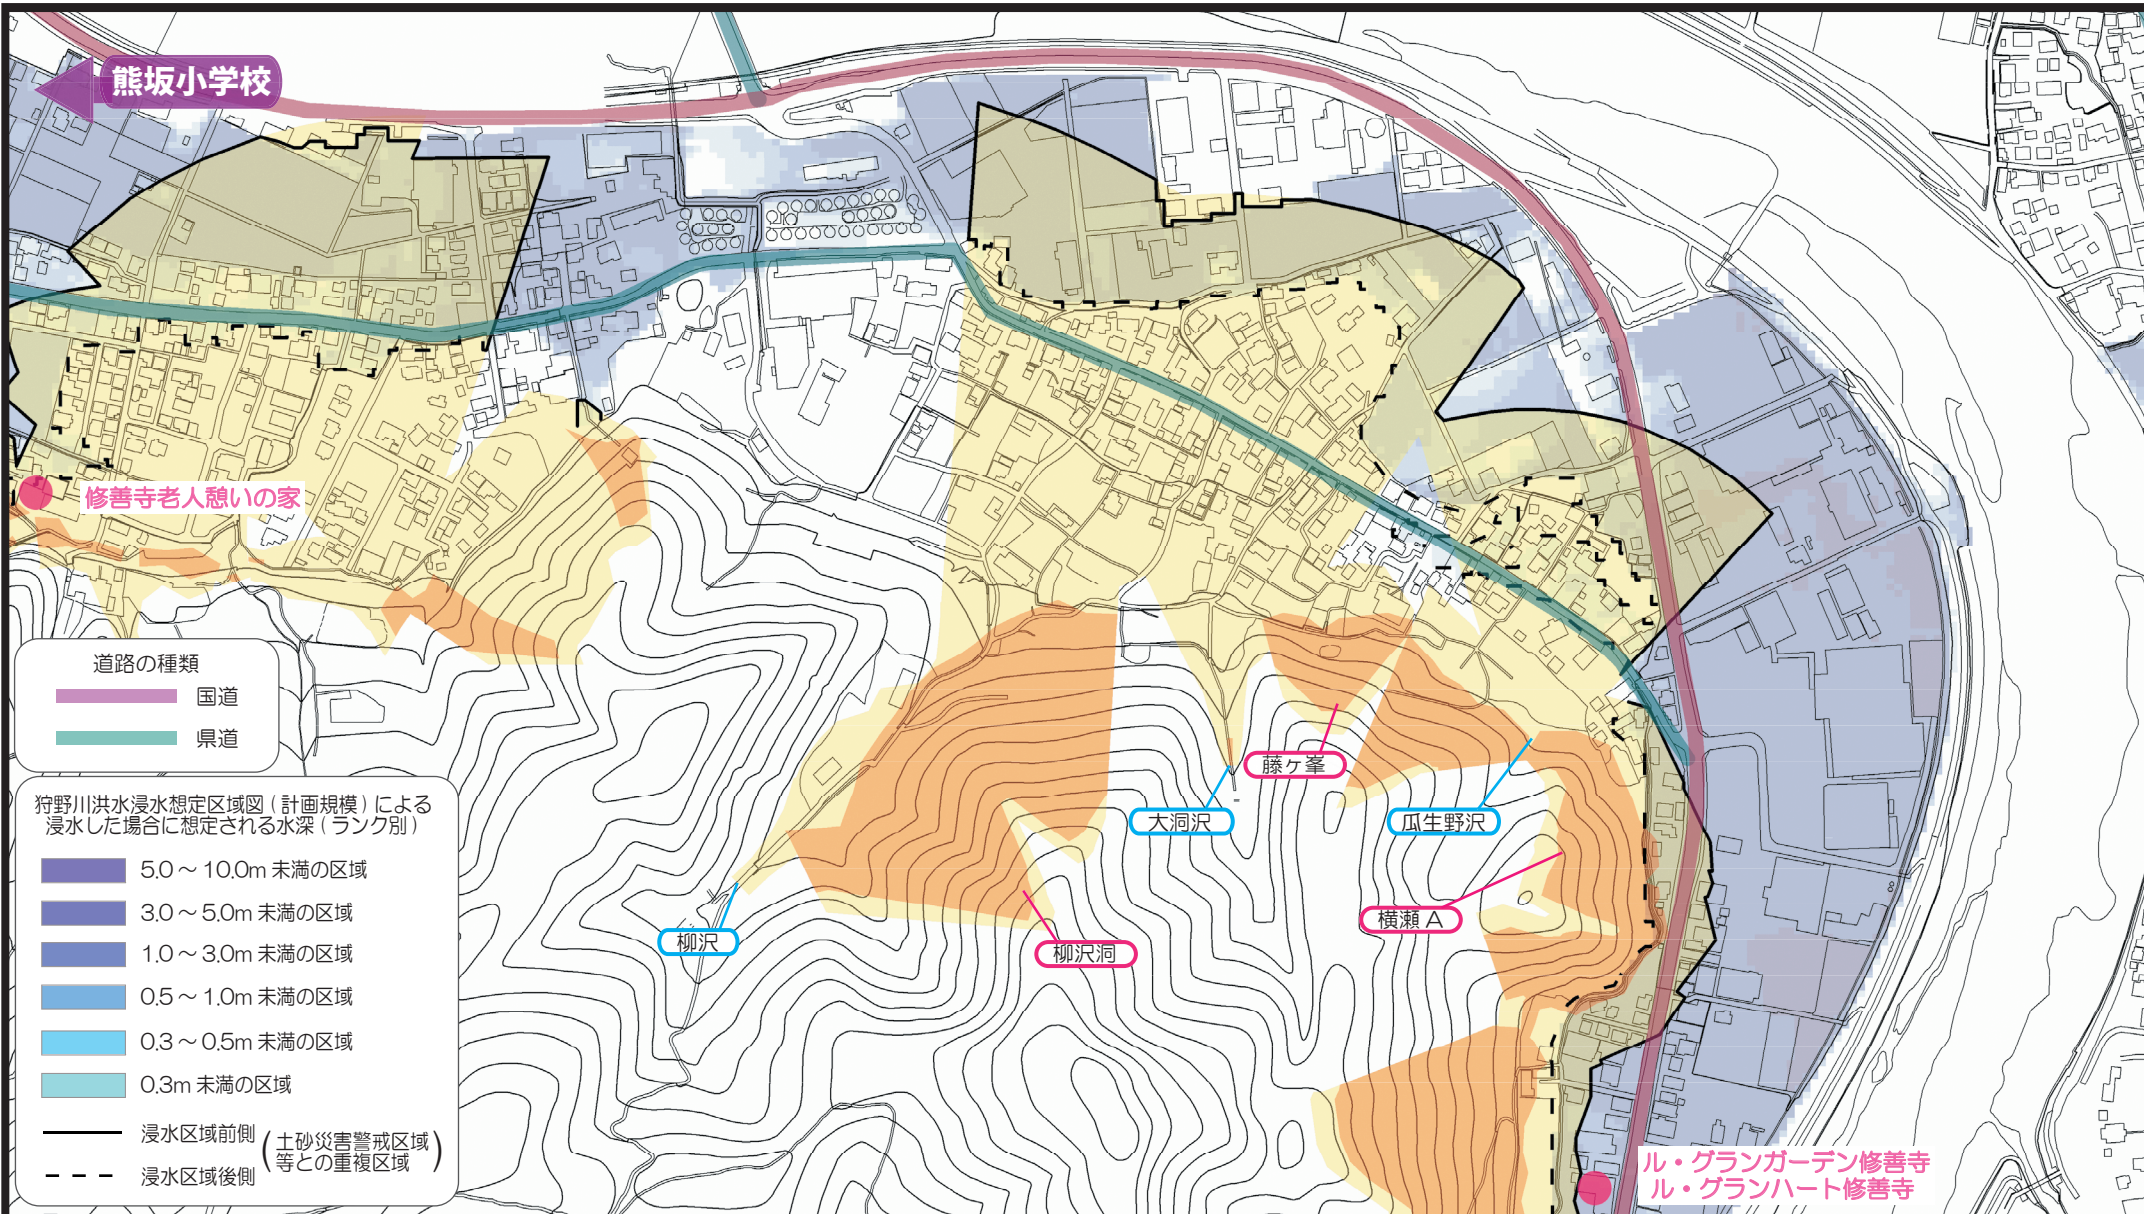 熊坂小学校
修善寺老人憩いの家
道路の種類
国道
県道
狩野川洪水浸水想定区域図（計画規模）による
浸水した場合に想定される水深（ランク別）
5.0～10.0m 未満の区域
3.0～5.0m 未満の区域
1.0～3.0m 未満の区域
0.5～1.0m 未満の区域
0.3～0.5m 未満の区域
0.3m 未満の区域
浸水区域前側
浸水区域後側
（土砂災害警戒区域
等との重複区域）
藤ヶ峯
大洞沢
瓜生野沢
横瀬 A
柳沢
柳沢洞
ル・グランガーデン修善寺
ル・グランハート修善寺